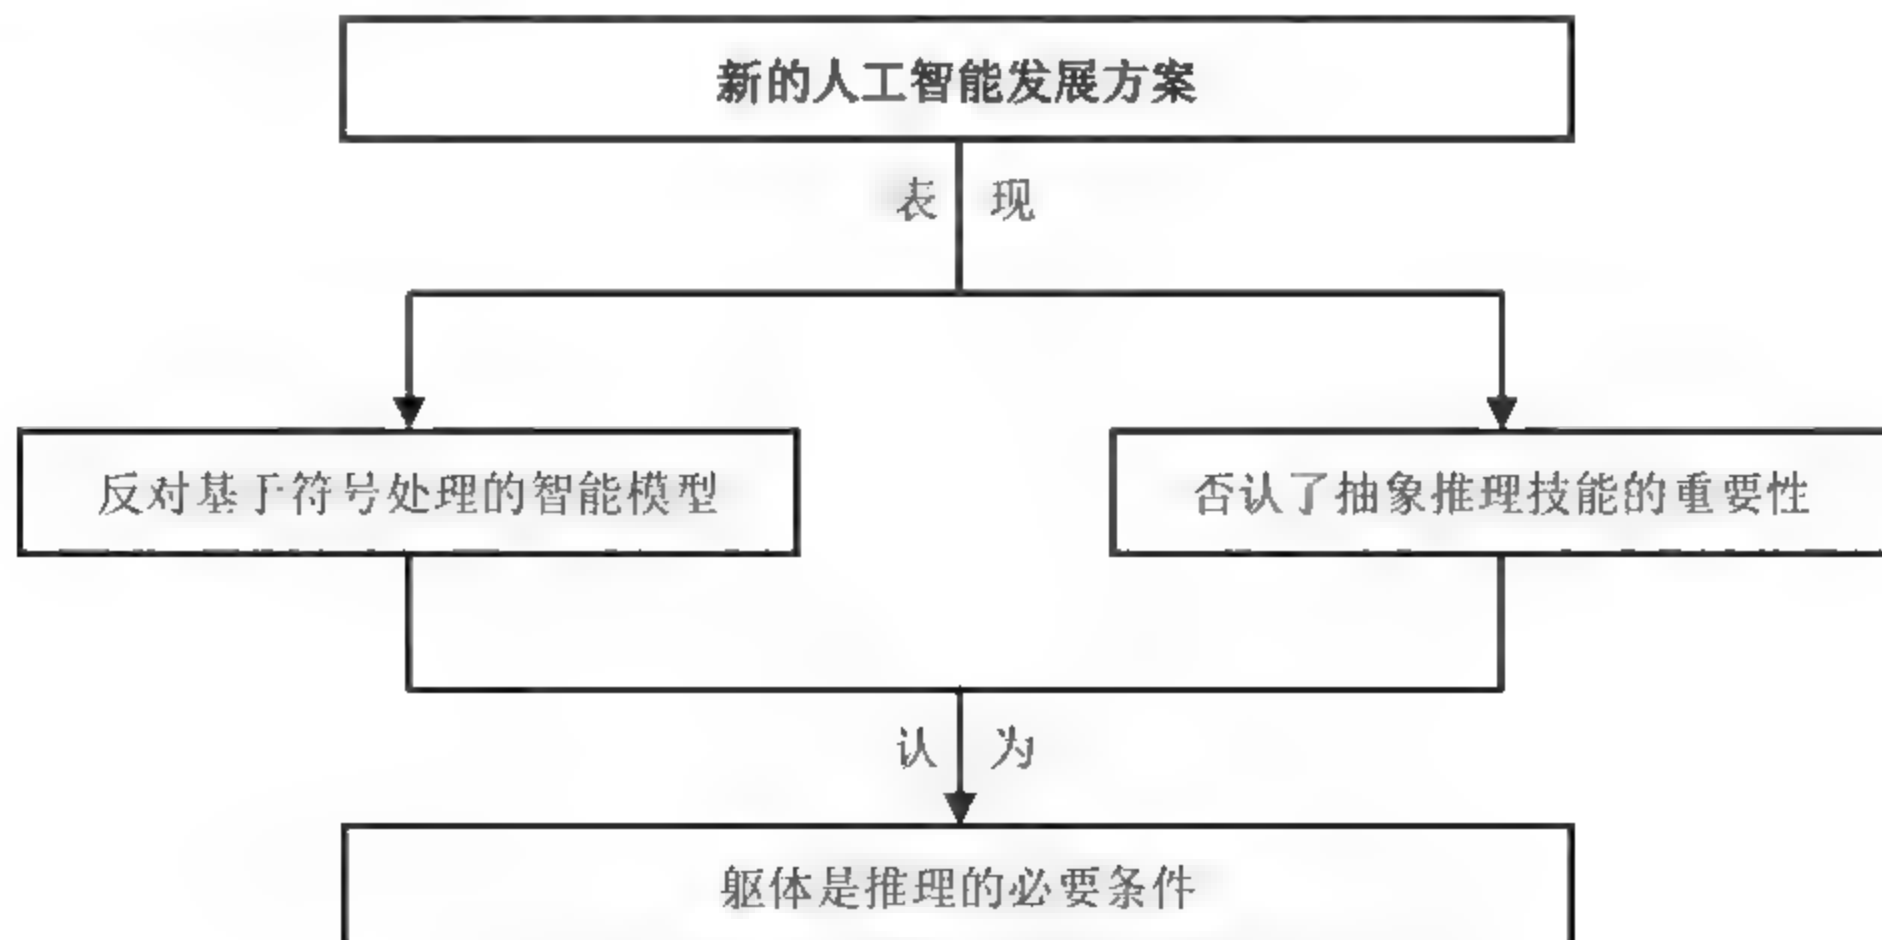 新的人工智能发展方案
表 现
反对基于符号处理的智能模型
否认了抽象推理技能的重要性
认 为
躯体是推理的必要条件